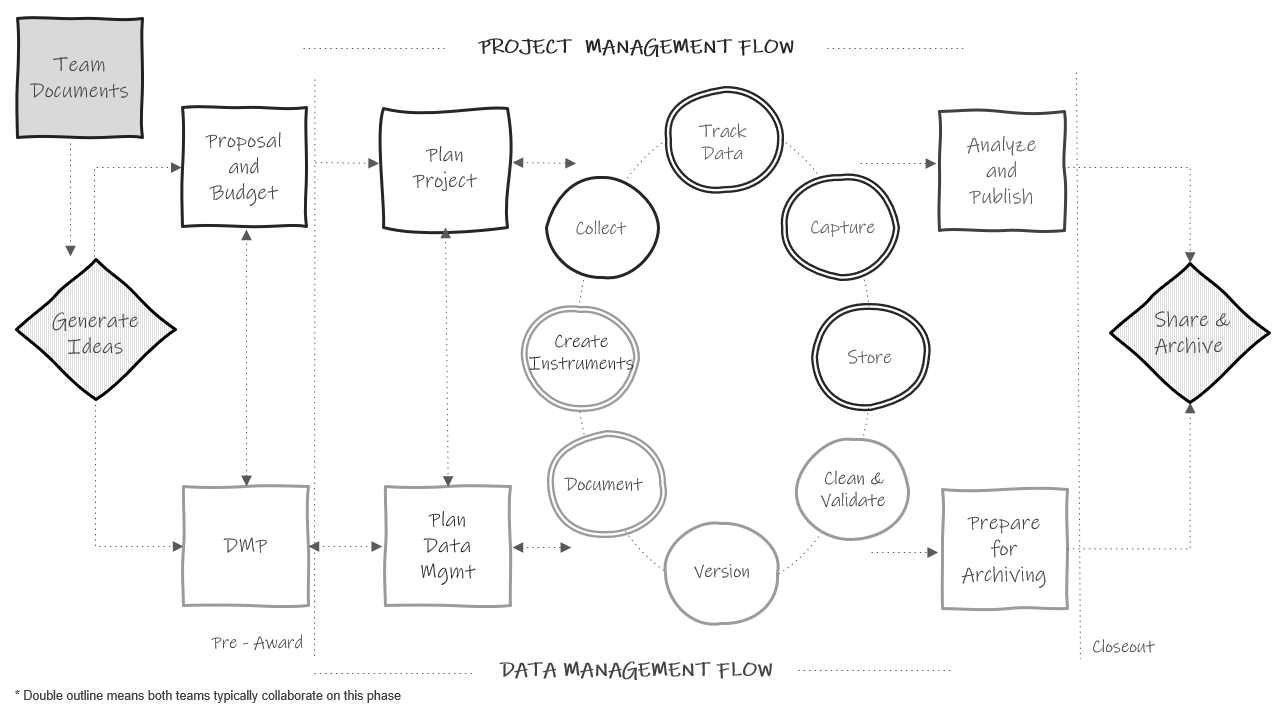 Team
Documents
PROJECT MANAGEMENT FLOW
Proposal
and
Budget
Plan
Project
Track
Data
Analyze
and
Publish
Collect
Capture
Generate
Ideas
Create
Instruments
Store
Share &
Archive
Document
Clean &
Validate
DMP
Plan
Data
Mgmt
Version
Prepare
for
Archiving
Pre - Award
Closeout
DATA MANAGEMENT FLOW
* Double outline means both teams typically collaborate on this phase